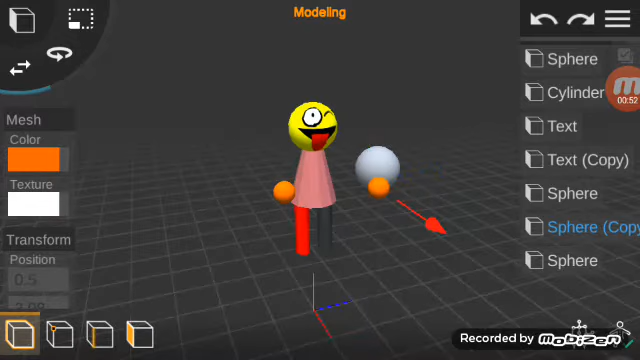 Modeling
Mesh
Color
Texture
Transform
Position
0.5
Sphere
Cylinder
Text
Text (Copy)
Sphere
Sphere (Copy
Sphere
00:52
Recorded by MOBIZEN